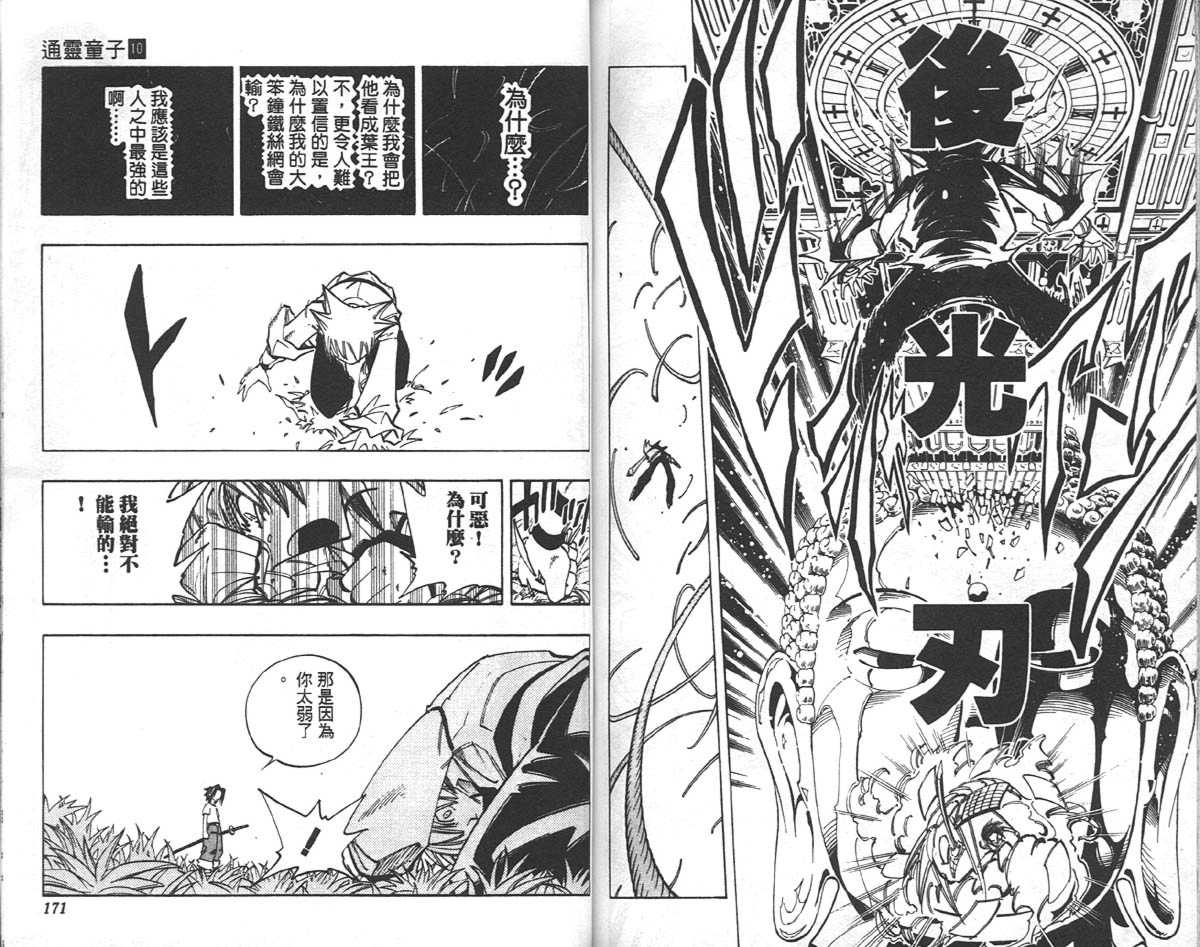 後光刃
通靈童子10
為什麼…?
為什麼我會把
他看成葉王?
不,更令人難
以置信的是,
為什麼我的大
笨鐘鐵絲網會
輸?
我應該是這些
人之中最強的
啊……
ト
可惡!
為什麼?
我絕對不
能輸的…
!
那是因為
你太弱了
。
!
171